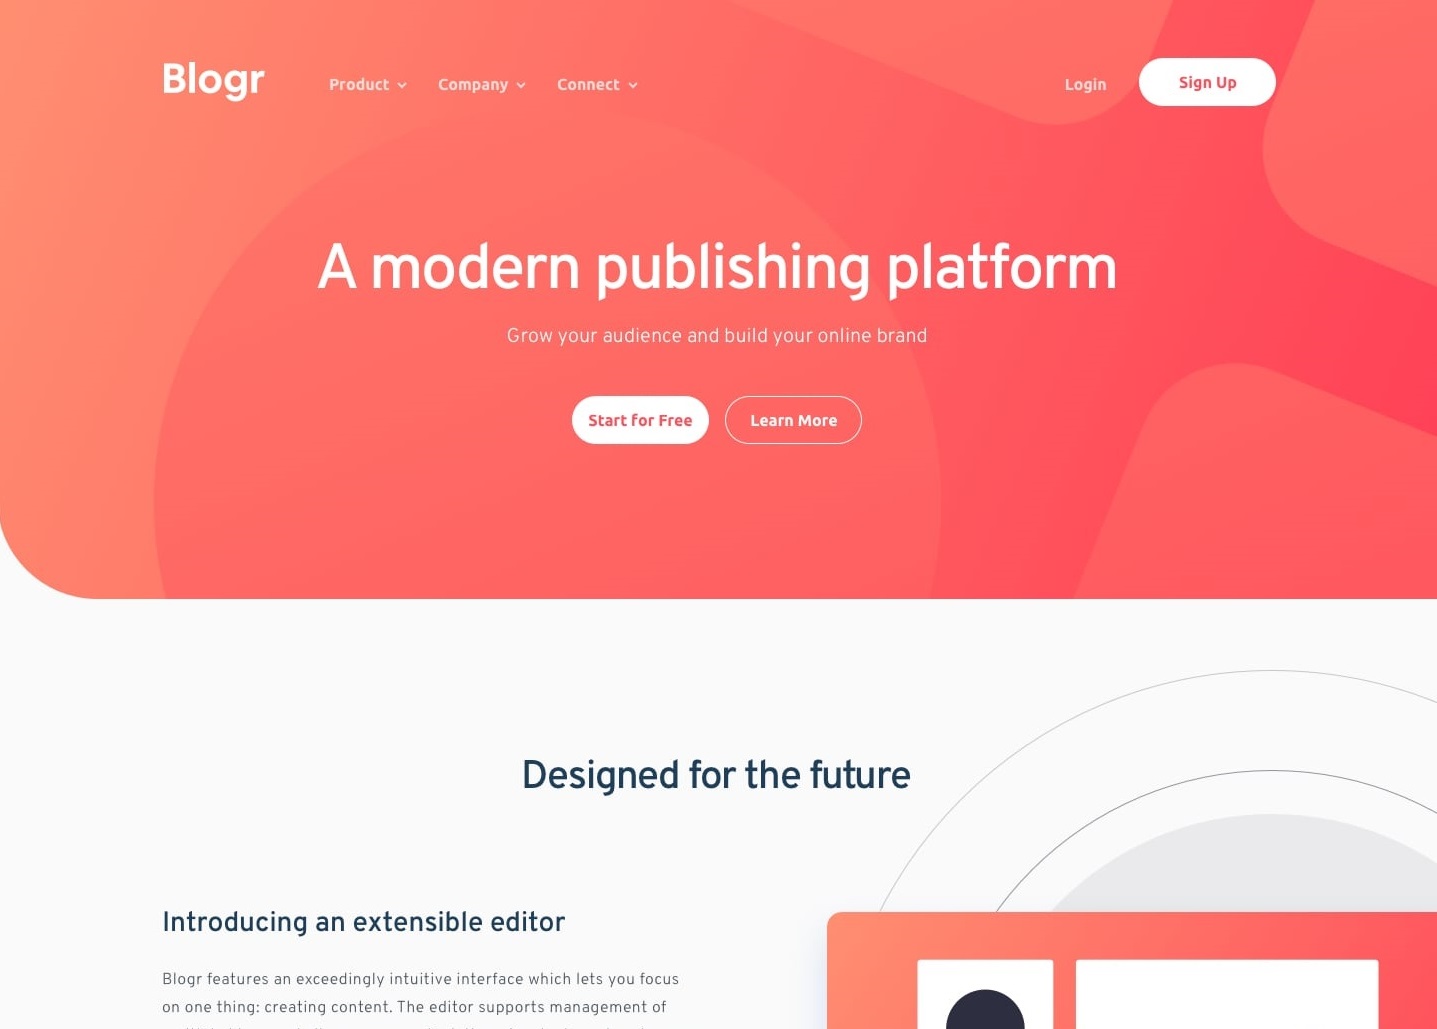 Blogr Product Company Connect Login Sign Up
A modern publishing platform
Grow your audience and build your online brand
Start for Free Learn More
Designed for the future
Introducing an extensible editor
Blogr features an exceedingly intuitive interface which lets you focus
on one thing: creating content. The editor supports management of